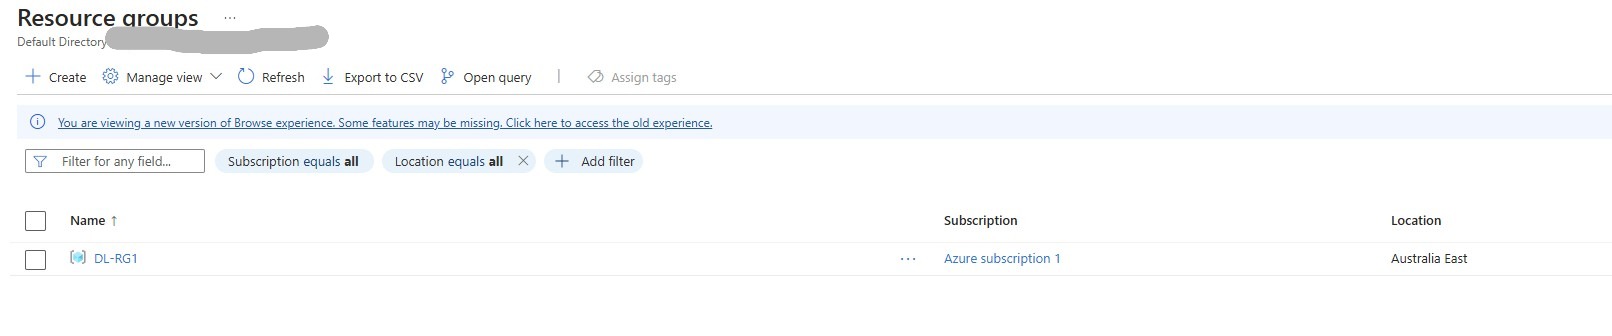 Resource groups ...
Default Directory
Create Manage view Refresh Export to CSV Open query | Assign tags
You are viewing a new version of Browse experience. Some features may be missing. Click here to access the old experience.
Filter for any field... Subscription equals all Location equals all Add filter
Name ↑ Subscription Location
DL-RG1 ... Azure subscription 1 Australia East